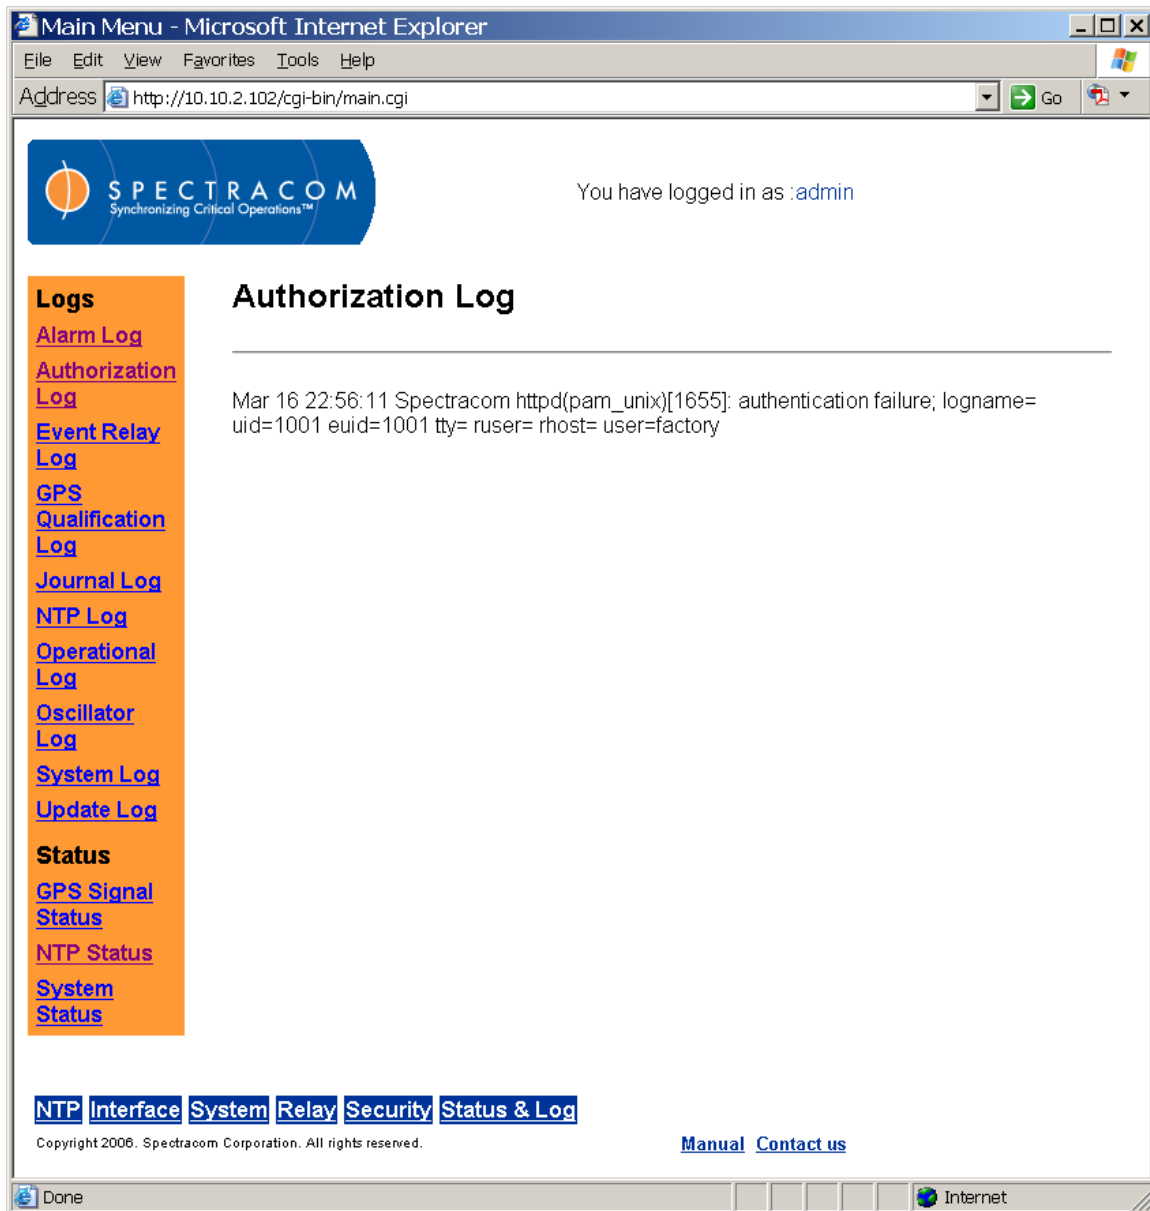 Main Menu - Microsoft Internet Explorer
File Edit View Favorites Tools Help
Address http://10.10.2.102/cgi-bin/main.cgi Go
SPECTRACOM
Synchronizing Critical Operations™
You have logged in as :admin
Logs
Alarm Log
Authorization
Log
Event Relay
Log
GPS
Qualification
Log
Journal Log
NTP Log
Operational
Log
Oscillator
Log
System Log
Update Log
Status
GPS Signal
Status
NTP Status
System
Status
Authorization Log
Mar 16 22:56:11 Spectracom httpd(pam_unix)[1655]: authentication failure; logname=
uid=1001 euid=1001 tty= ruser= rhost= user=factory
NTP Interface System Relay Security Status & Log
Copyright 2006. Spectracom Corporation. All rights reserved.
Manual Contact us
Done Internet